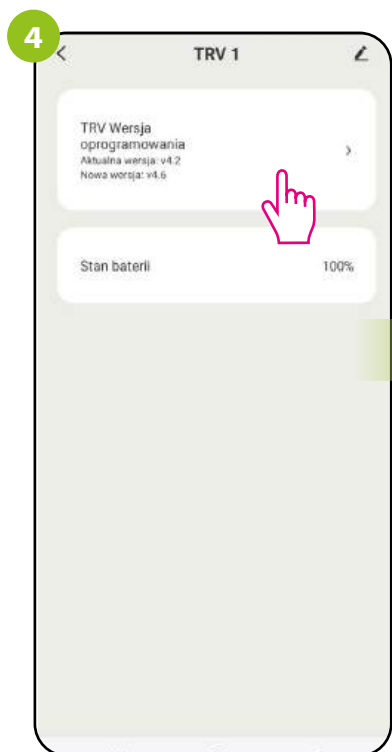 4
TRV 1
TRV Wersja
oprogramowania
Aktualna wersja: v4.2
Nowa wersja: v4.6
Stan baterii 100%